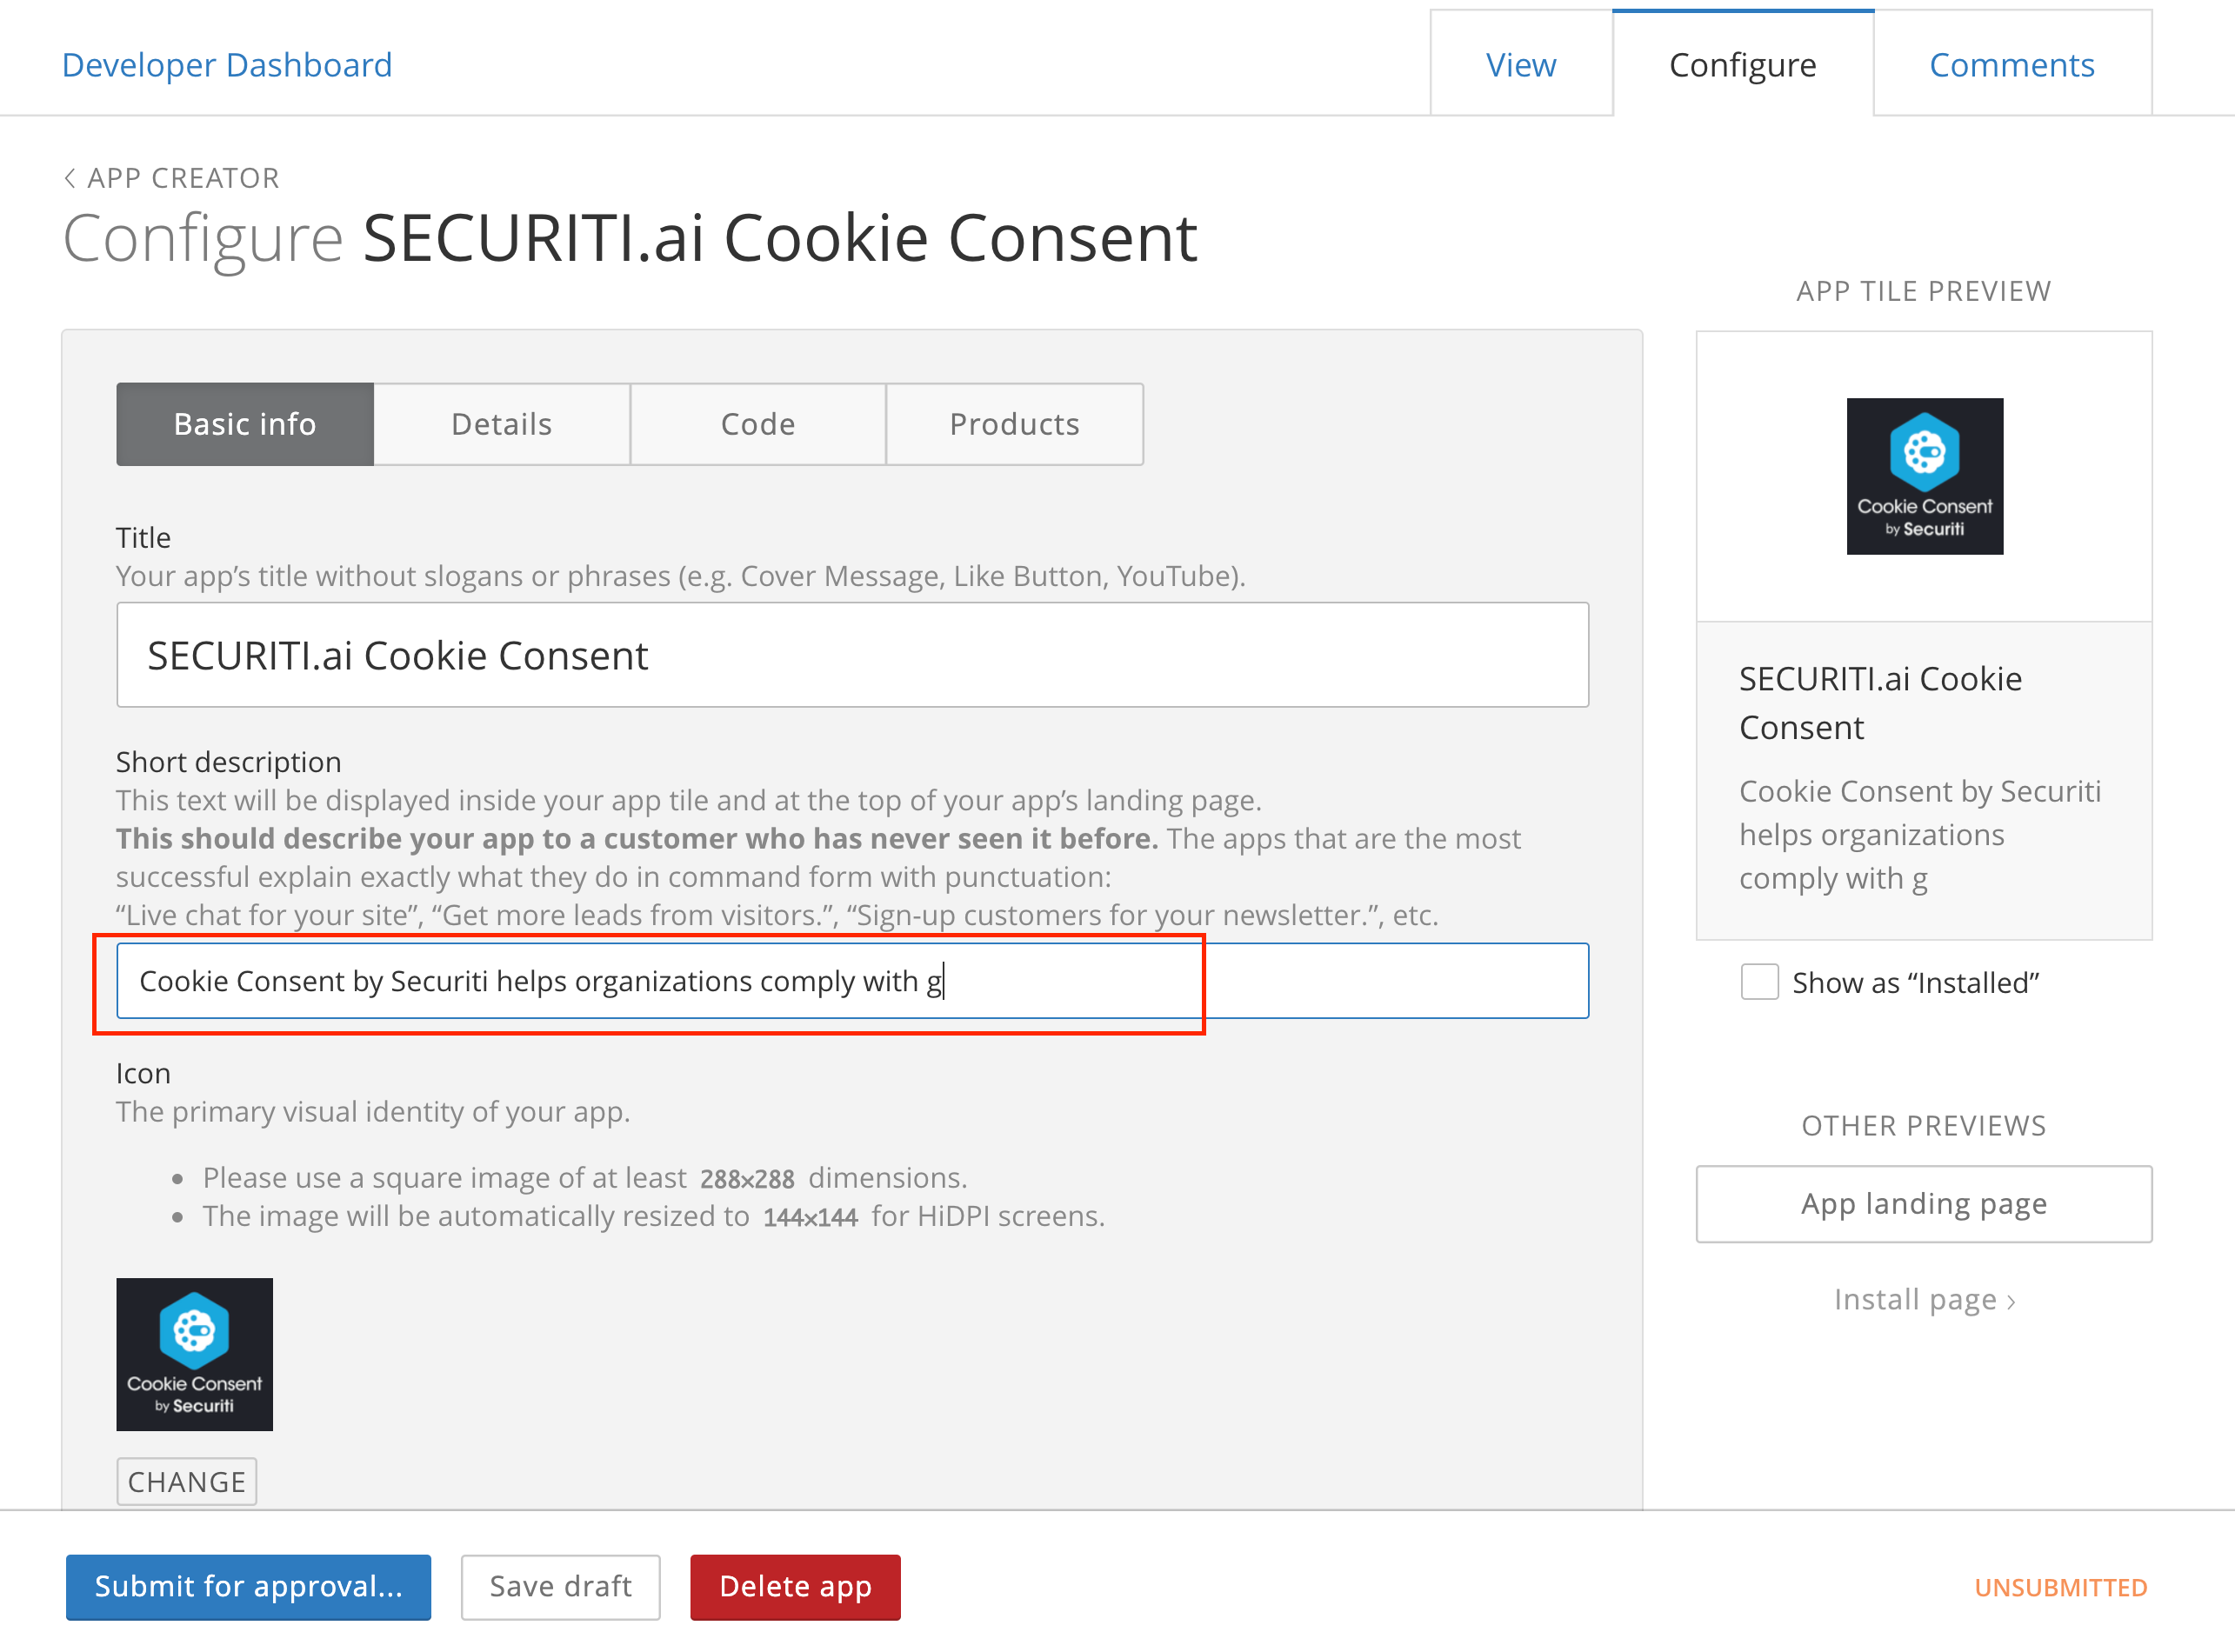 Developer Dashboard
View
Configure
Comments
APP CREATOR
Configure SECURITI.ai Cookie Consent
Basic info
Details
Code
Products
Title
Your app’s title without slogans or phrases (e.g. Cover Message, Like Button, YouTube).
SECURITI.ai Cookie Consent
Short description
This text will be displayed inside your app tile and at the top of your app’s landing page.
This should describe your app to a customer who has never seen it before. The apps that are the most
successful explain exactly what they do in command form with punctuation:
“Live chat for your site”, “Get more leads from visitors.”, “Sign-up customers for your newsletter.”, etc.
Cookie Consent by Securiti helps organizations comply with g
Icon
The primary visual identity of your app.
• Please use a square image of at least 288×288 dimensions.
• The image will be automatically resized to 144×144 for HiDPI screens.
Cookie Consent
by Securiti
CHANGE
APP TILE PREVIEW
Cookie Consent
by Securiti
SECURITI.ai Cookie
Consent
Cookie Consent by Securiti
helps organizations
comply with g
Show as “Installed”
OTHER PREVIEWS
App landing page
Install page ›
Submit for approval...
Save draft
Delete app
UNSUBMITTED